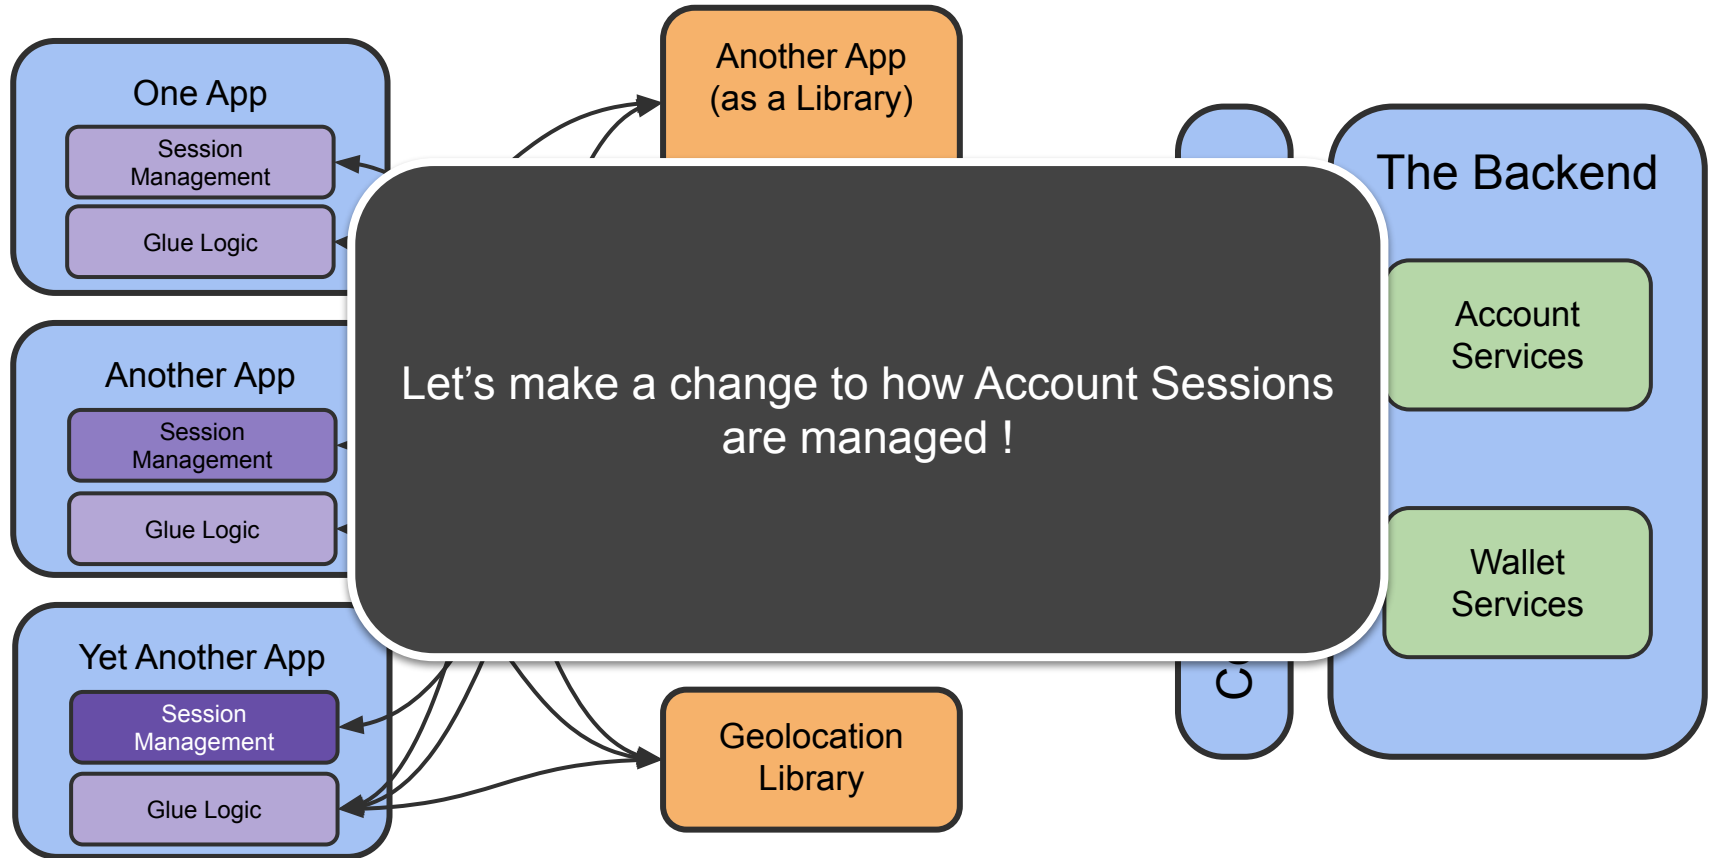 One App
Session
Management
Glue Logic
Another App
Session
Management
Glue Logic
Yet Another App
Session
Management
Glue Logic
Another App
(as a Library)
Let’s make a change to how Account Sessions
are managed !
Geolocation
Library
The Backend
Account
Services
Wallet
Services